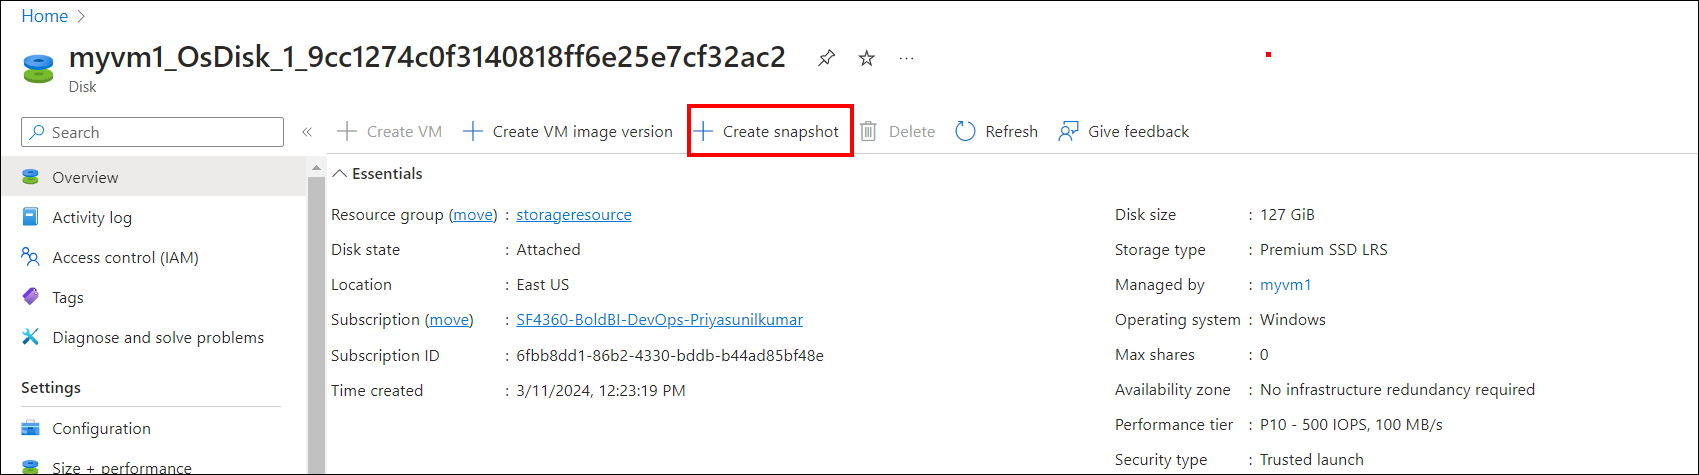 Home >
myvm1_OsDisk_1_9cc1274c0f3140818ff6e25e7cf32ac2
Disk
Search
Create VM
Create VM image version
Create snapshot
Delete
Refresh
Give feedback
Overview
Activity log
Access control (IAM)
Tags
Diagnose and solve problems
Settings
Configuration
Size + performance
Essentials
Resource group (move) : storageresource
Disk state : Attached
Location : East US
Subscription (move) : SF4360-BoldBI-DevOps-Priyasunilkumar
Subscription ID : 6fbb8dd1-86b2-4330-bddb-b44ad85bf48e
Time created : 3/11/2024, 12:23:19 PM
Disk size : 127 GiB
Storage type : Premium SSD LRS
Managed by : myvm1
Operating system : Windows
Max shares : 0
Availability zone : No infrastructure redundancy required
Performance tier : P10 - 500 IOPS, 100 MB/s
Security type : Trusted launch